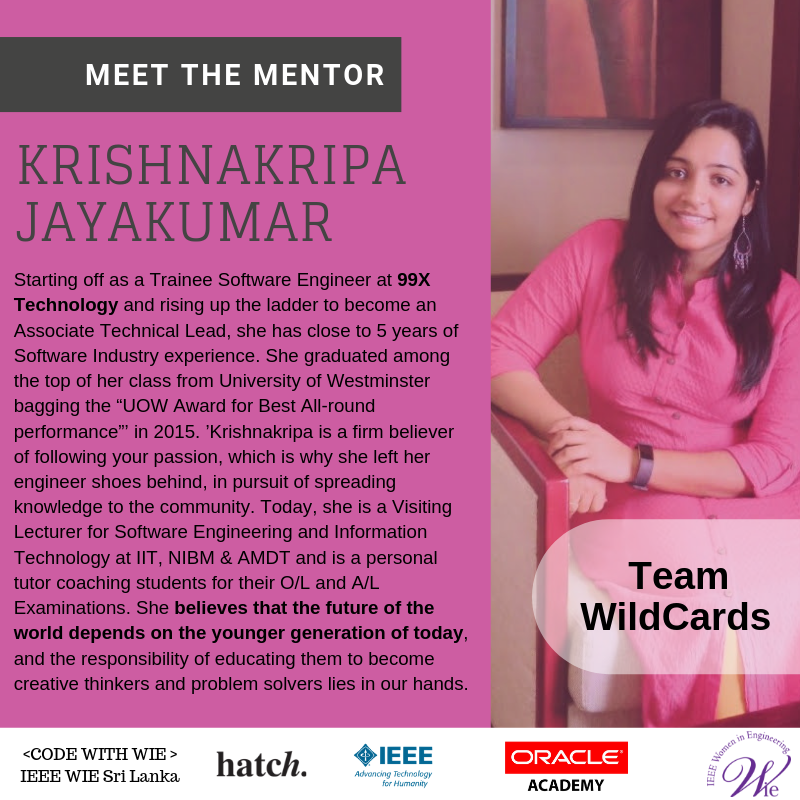 MEET THE MENTOR
KRISHNAKRIPA
JAYAKUMAR
Starting off as a Trainee Software Engineer at 99X
Technology and rising up the ladder to become an
Associate Technical Lead, she has close to 5 years of
Software Industry experience. She graduated among
the top of her class from University of Westminster
bagging the “UOW Award for Best All-round
performance”’ in 2015. ’Krishnakripa is a firm believer
of following your passion, which is why she left her
engineer shoes behind, in pursuit of spreading
knowledge to the community. Today, she is a Visiting
Lecturer for Software Engineering and Information
Technology at IIT, NIBM & AMDT and is a personal
tutor coaching students for their O/L and A/L
Examinations. She believes that the future of the
world depends on the younger generation of today,
and the responsibility of educating them to become
creative thinkers and problem solvers lies in our hands.
Team
WildCards
<CODE WITH WIE >
IEEE WIE Sri Lanka
hatch.
IEEE
Advancing Technology
for Humanity
ORACLE®
ACADEMY
IEEE Women in Engineering
Wie